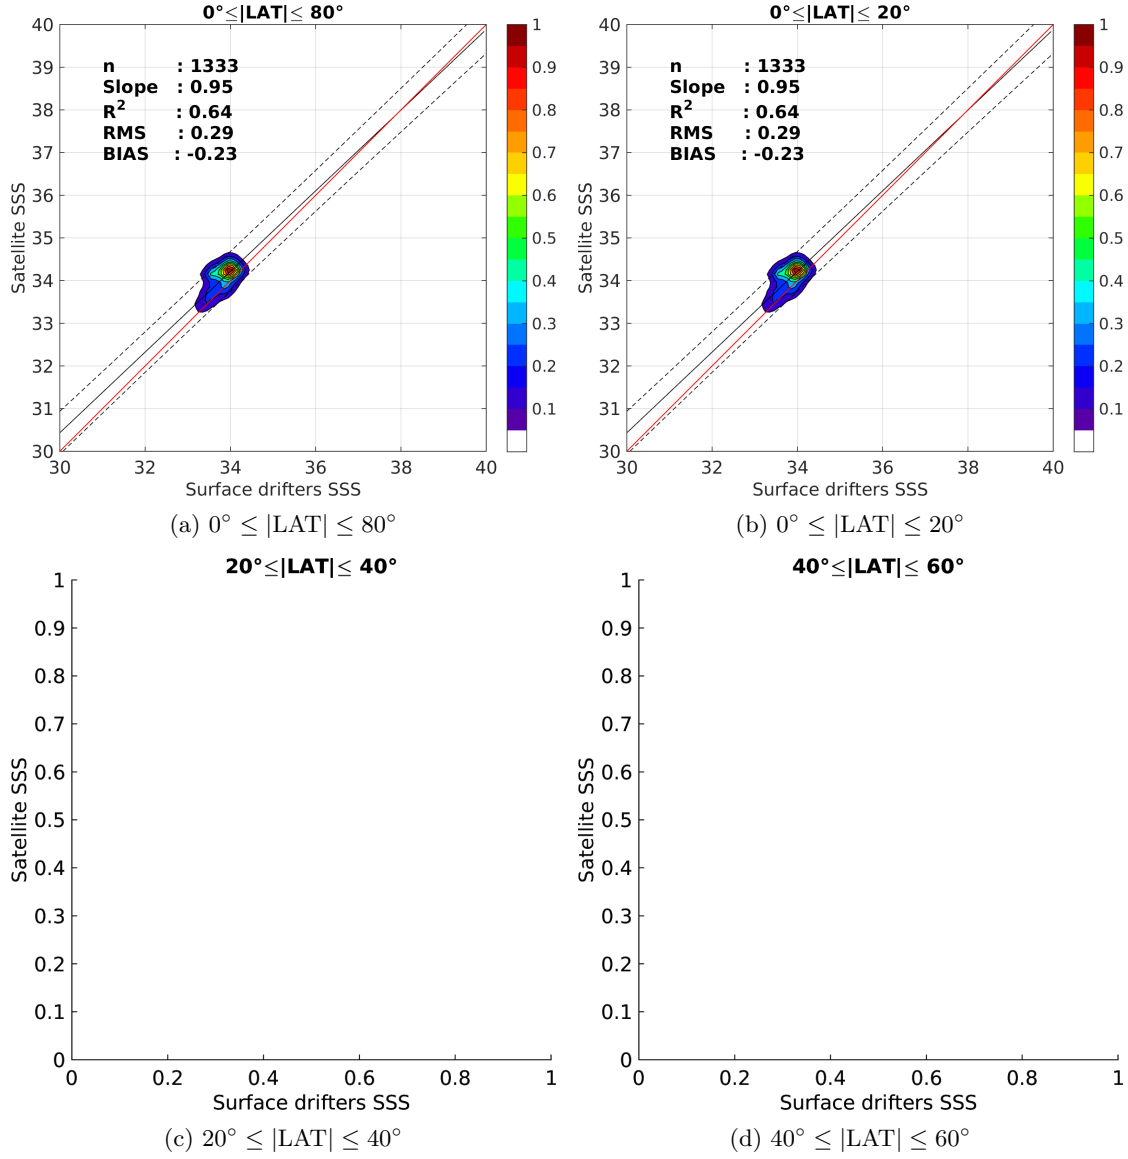 0°≤|LAT|≤ 80°
n : 1333
Slope : 0.95
R2 : 0.64
RMS : 0.29
BIAS : -0.23
Satellite SSS
40
39
38
37
36
35
34
33
32
31
30
30 32 34 36 38 40
Surface drifters SSS
1
0.9
0.8
0.7
0.6
0.5
0.4
0.3
0.2
0.1
(a) 0° ≤ |LAT| ≤ 80°
0°≤|LAT|≤ 20°
n : 1333
Slope : 0.95
R2 : 0.64
RMS : 0.29
BIAS : -0.23
Satellite SSS
40
39
38
37
36
35
34
33
32
31
30
30 32 34 36 38 40
Surface drifters SSS
1
0.9
0.8
0.7
0.6
0.5
0.4
0.3
0.2
0.1
(b) 0° ≤ |LAT| ≤ 20°
20°≤|LAT|≤ 40°
Satellite SSS
1
0.9
0.8
0.7
0.6
0.5
0.4
0.3
0.2
0.1
0
0 0.2 0.4 0.6 0.8 1
Surface drifters SSS
(c) 20° ≤ |LAT| ≤ 40°
40°≤|LAT|≤ 60°
Satellite SSS
1
0.9
0.8
0.7
0.6
0.5
0.4
0.3
0.2
0.1
0
0 0.2 0.4 0.6 0.8 1
Surface drifters SSS
(d) 40° ≤ |LAT| ≤ 60°